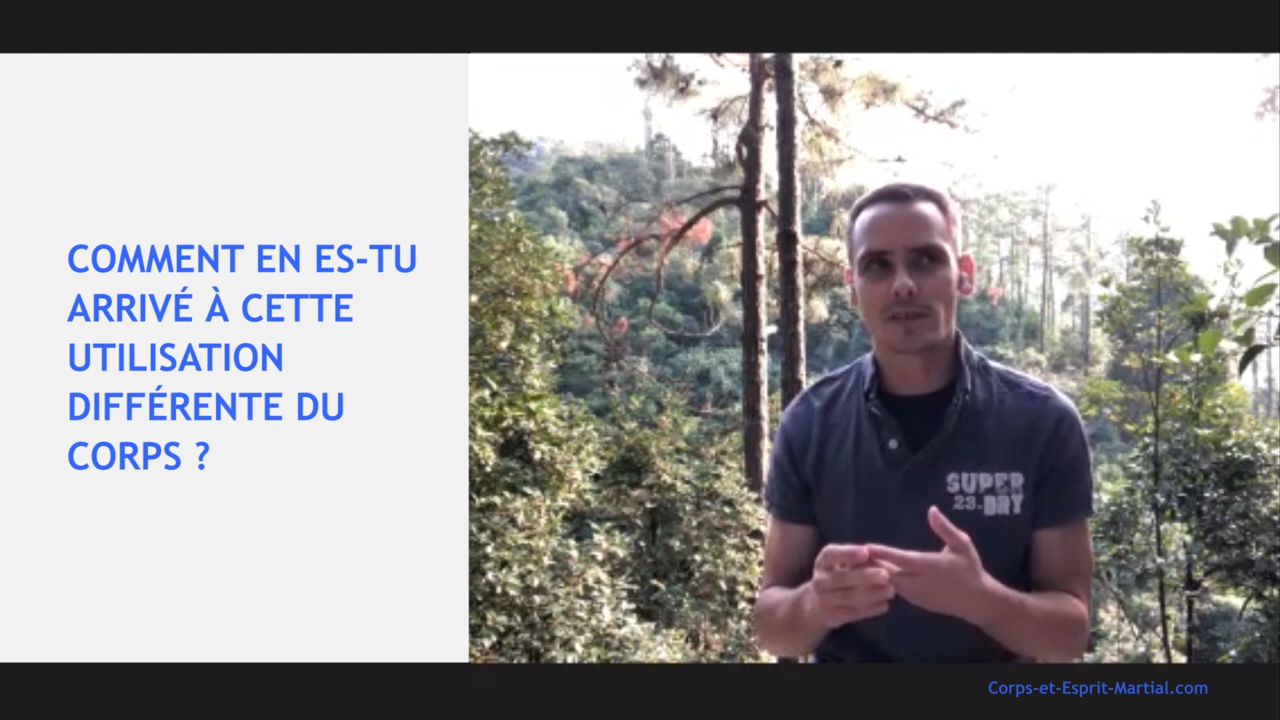 COMMENT EN ES-TU
ARRIVÉ À CETTE
UTILISATION
DIFFÉRENTE DU
CORPS ?
SUPER
23.DRY
Corps-et-Esprit-Martial.com